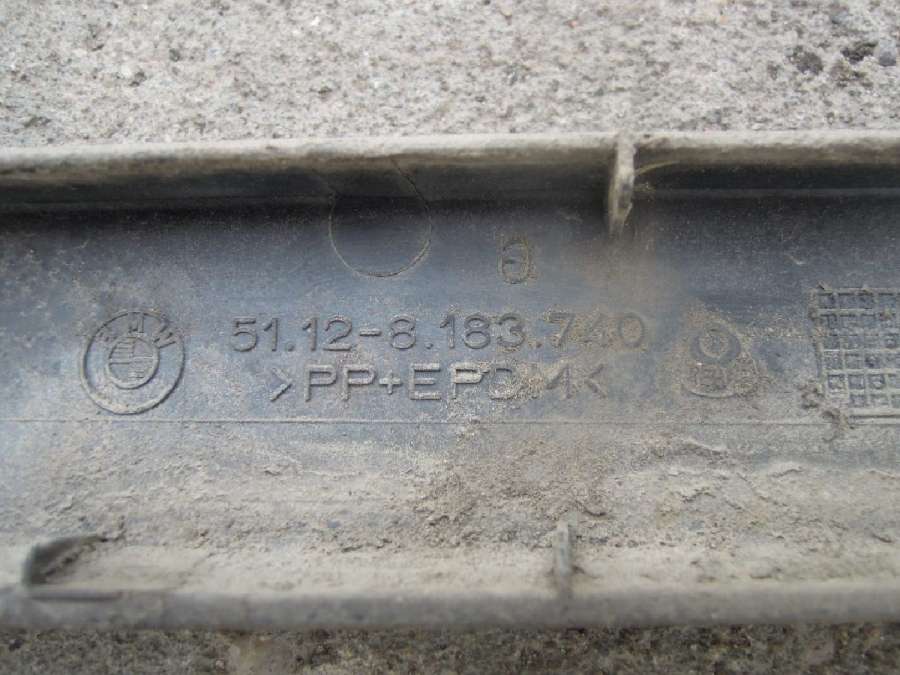 a
BMW
51.12-8.183.740
>PP+EPDM<